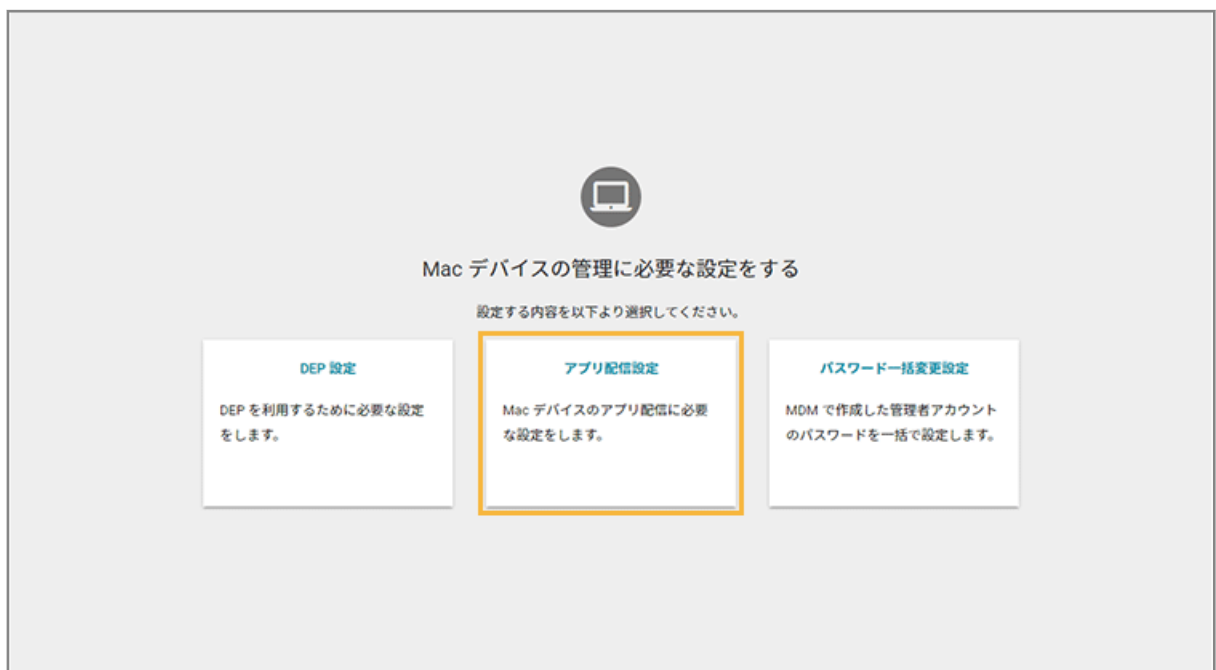 Mac デバイスの管理に必要な設定をする
設定する内容を以下より選択してください。
DEP 設定
DEP を利用するために必要な設定
をします。
アプリ配信設定
Mac デバイスのアプリ配信に必要
な設定をします。
パスワード一括変更設定
MDM で作成した管理者アカウント
のパスワードを一括で設定します。